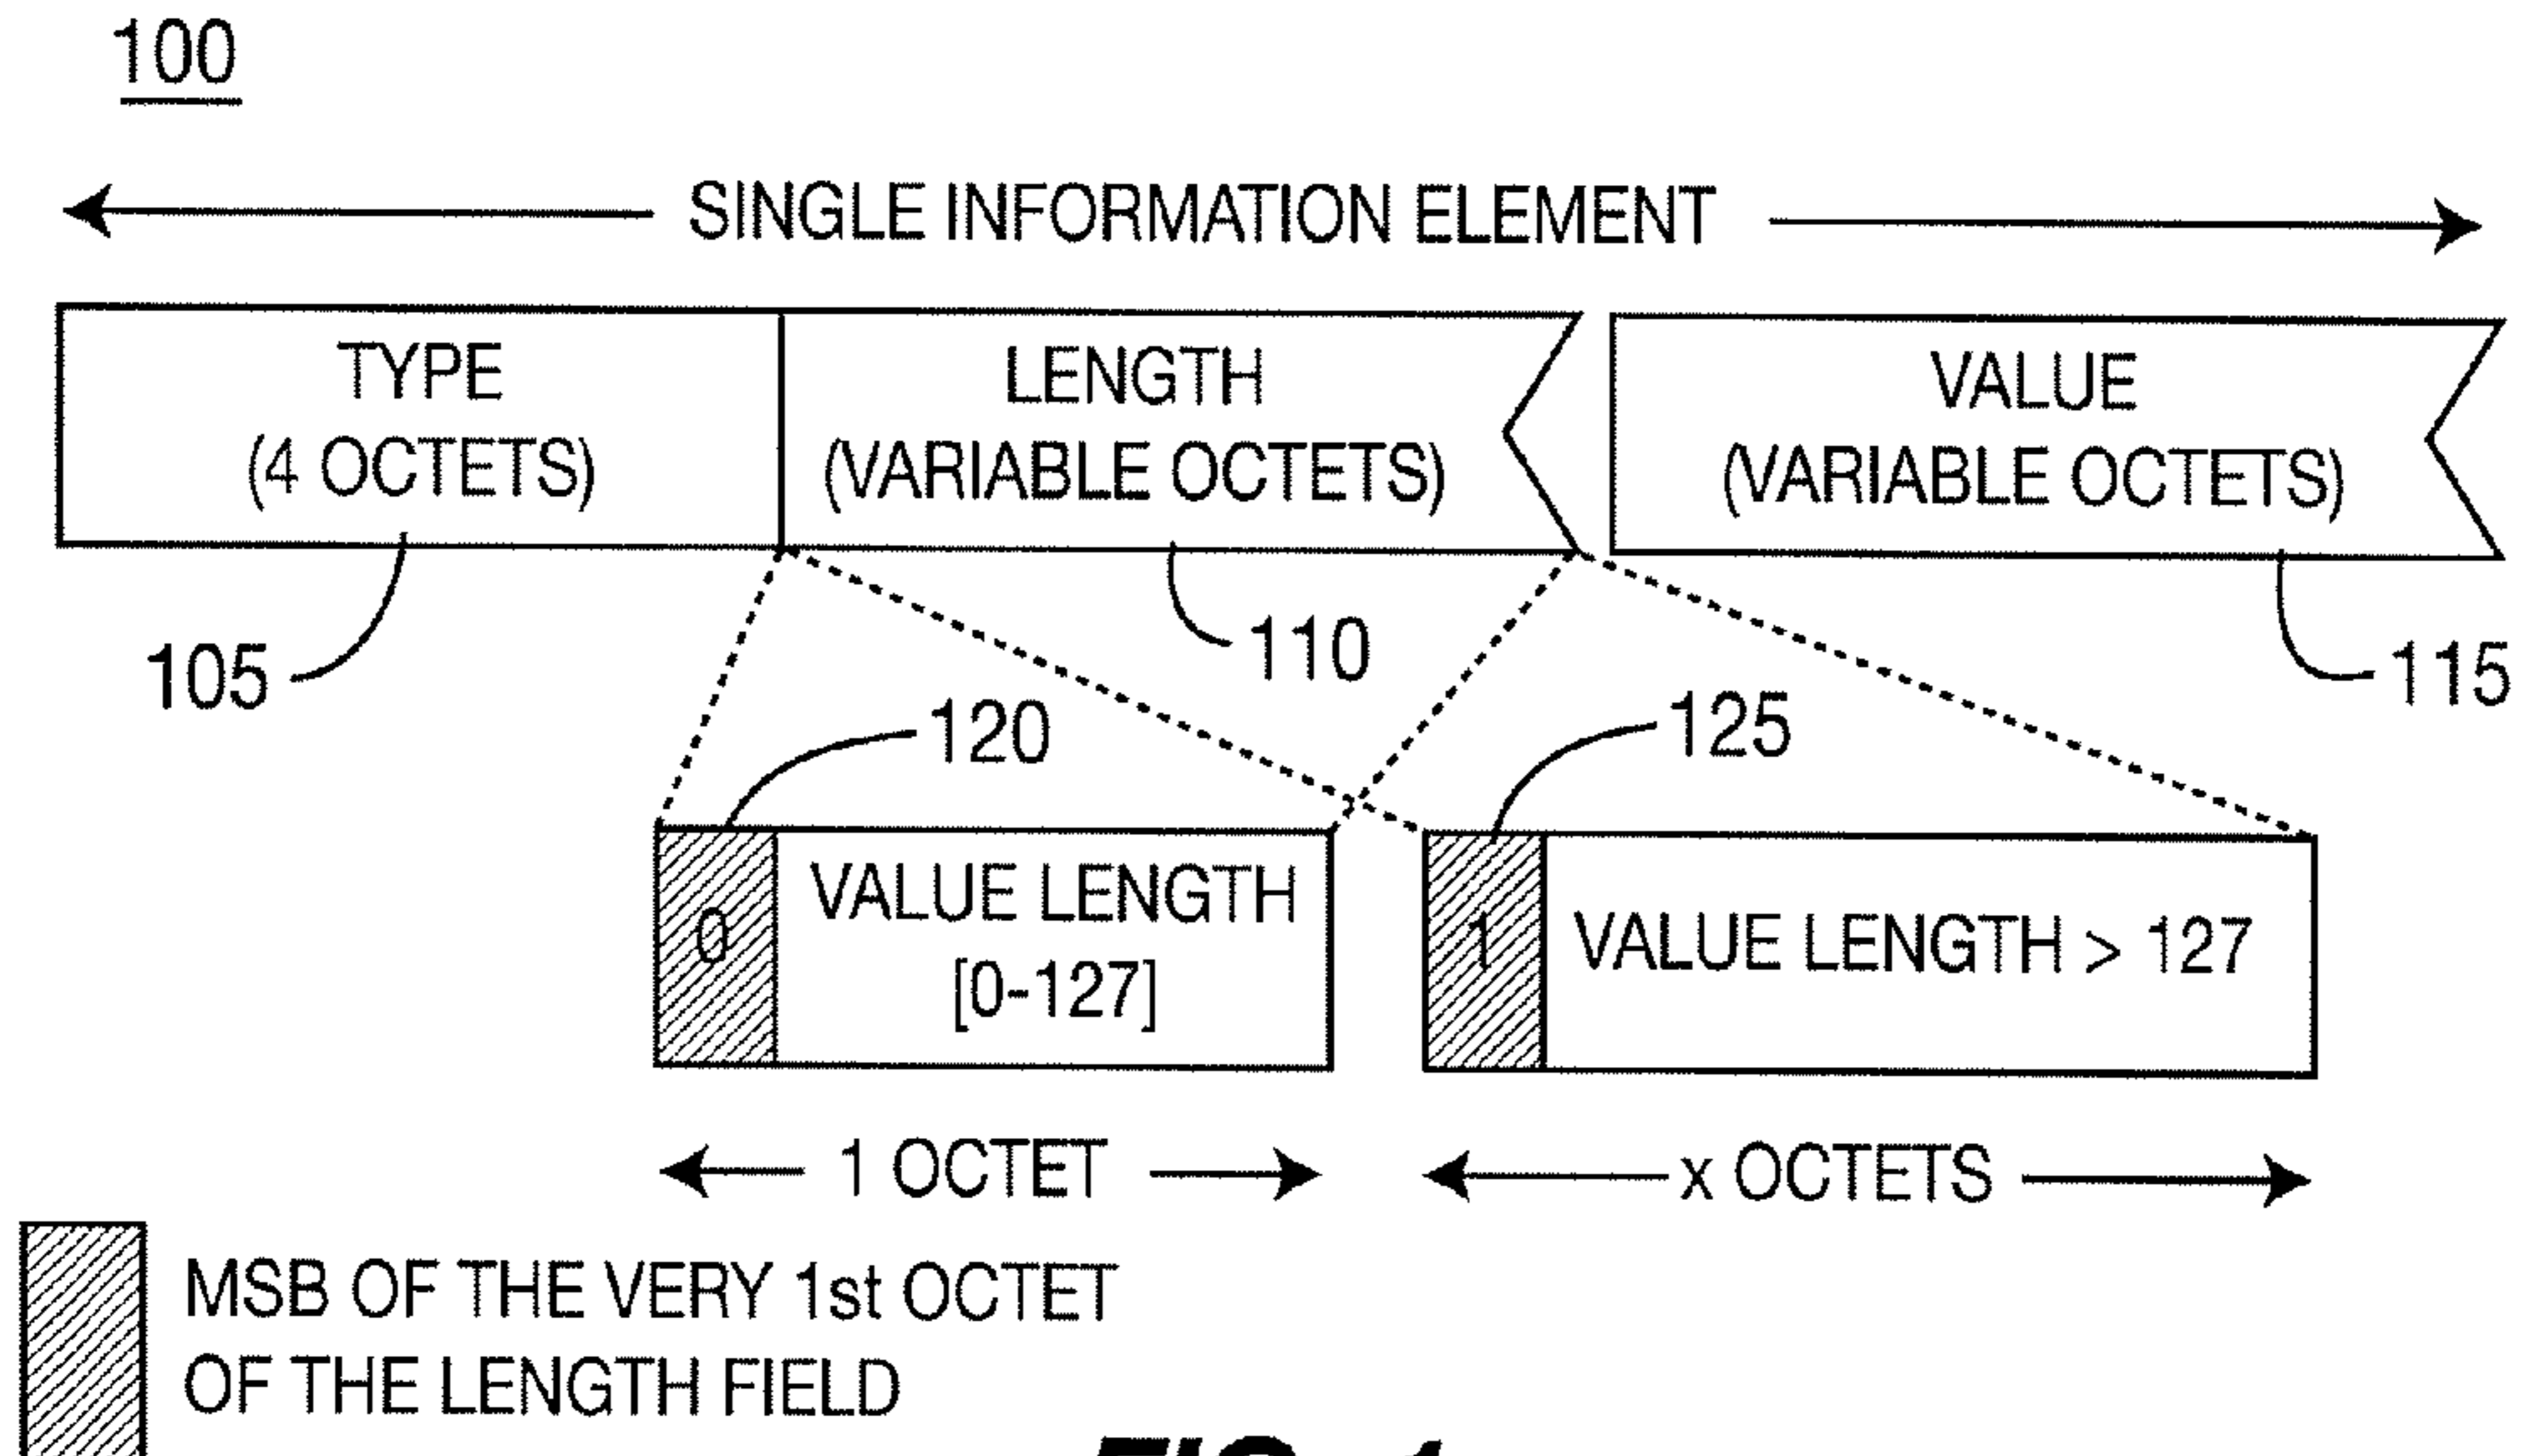 100
SINGLE INFORMATION ELEMENT
TYPE
(4 OCTETS)
LENGTH
(VARIABLE OCTETS)
VALUE
(VARIABLE OCTETS)
105
110
115
120
125
0
VALUE LENGTH
[0-127]
1
VALUE LENGTH > 127
1 OCTET
x OCTETS
MSB OF THE VERY 1st OCTET
OF THE LENGTH FIELD